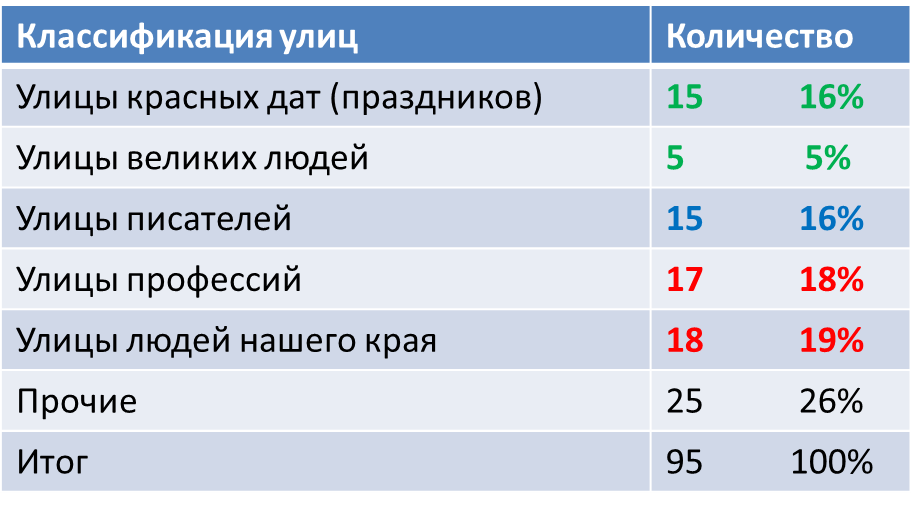 Классификация улиц Количество
Улицы красных дат (праздников) 15 16%
Улицы великих людей 5 5%
Улицы писателей 15 16%
Улицы профессий 17 18%
Улицы людей нашего края 18 19%
Прочие 25 26%
Итог 95 100%